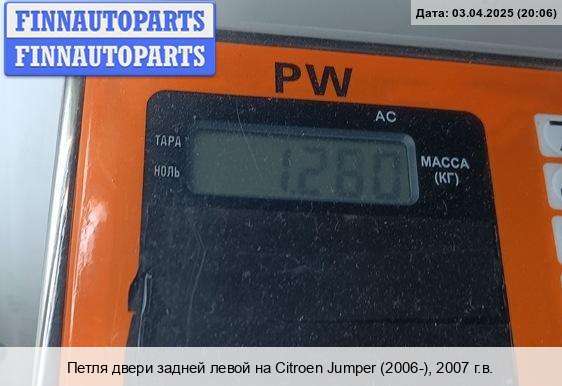 FINNAUTOPARTS
FINNAUTOPARTS
Дата: 03.04.2025 (20:06)
PW
AC
ТАРА
НОЛЬ
1.280
МАССА
(КГ)
Петля двери задней левой на Citroen Jumper (2006-), 2007 г.в.